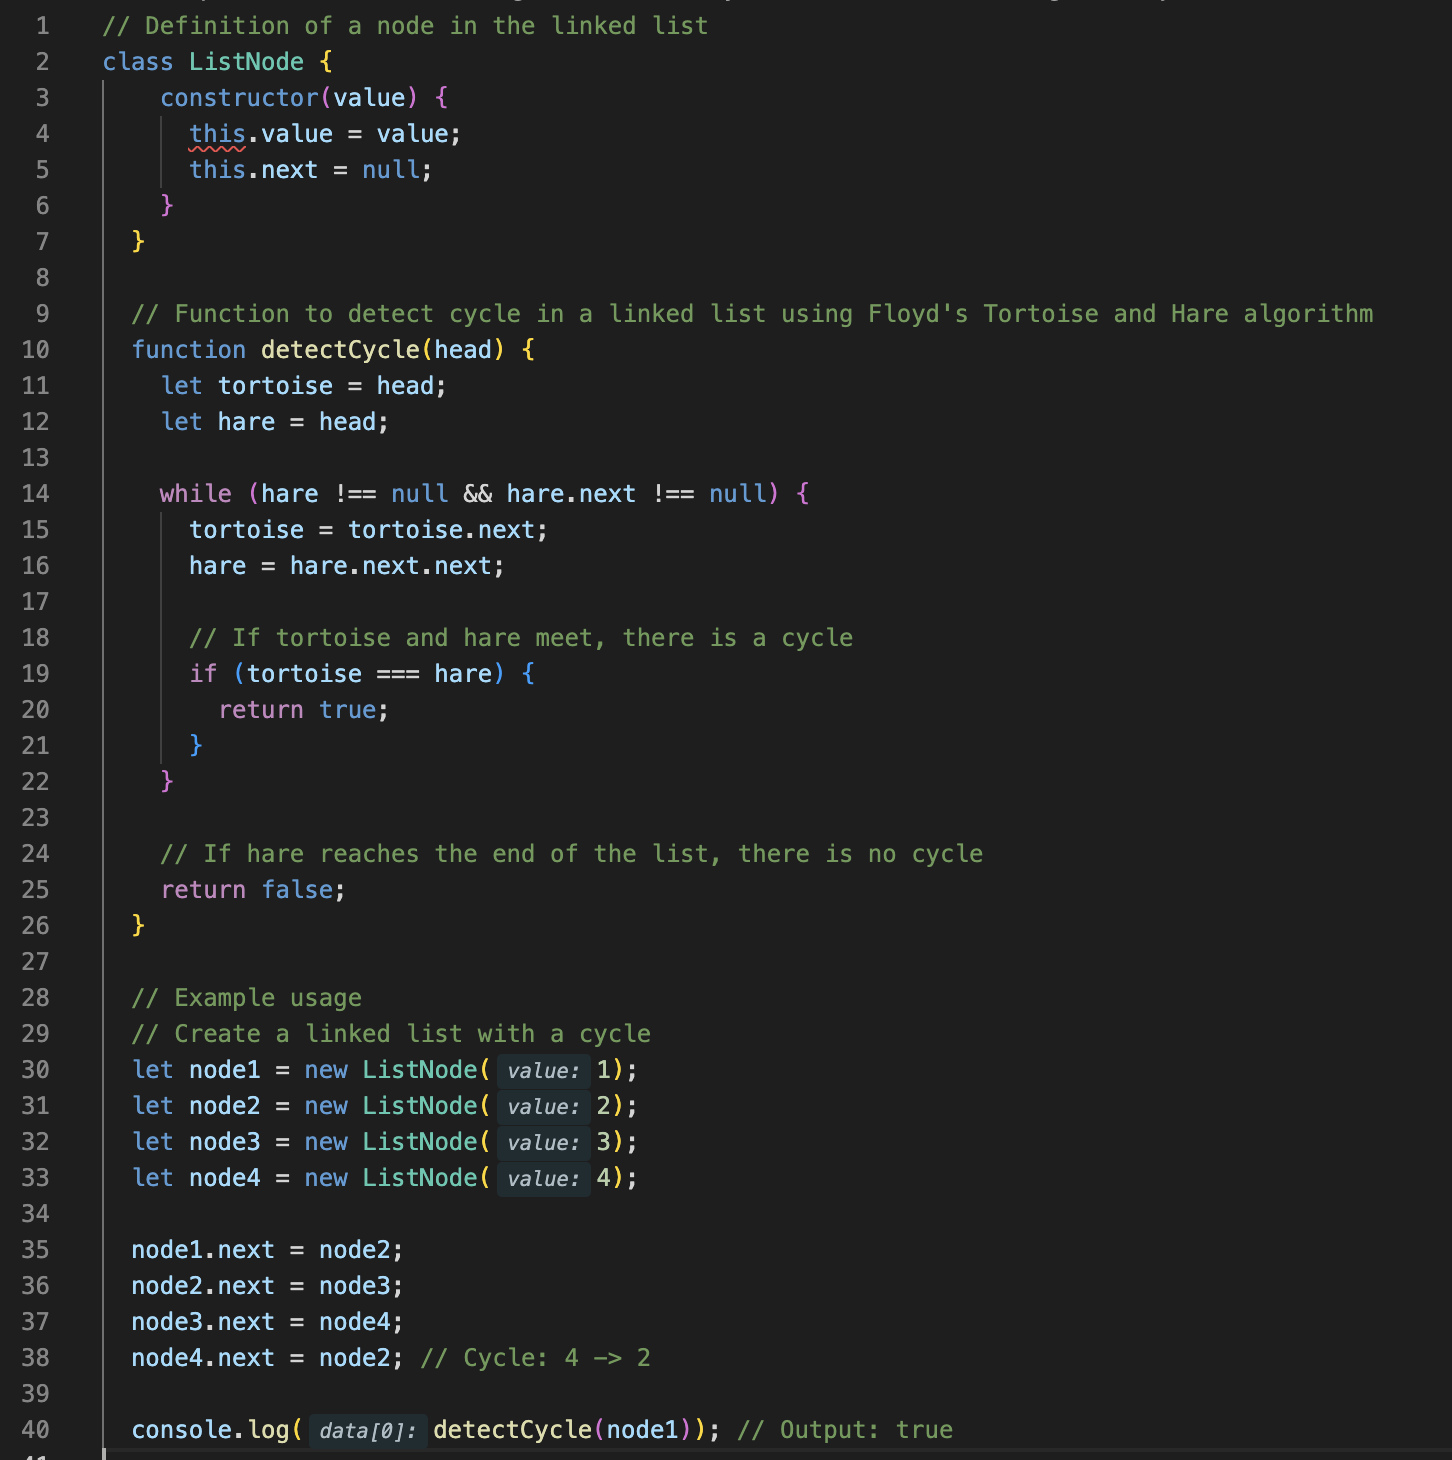 1 // Definition of a node in the linked list
2 class ListNode {
3     constructor(value) {
4       this.value = value;
5       this.next = null;
6     }
7   }
8
9   // Function to detect cycle in a linked list using Floyd's Tortoise and Hare algorithm
10   function detectCycle(head) {
11     let tortoise = head;
12     let hare = head;
13
14     while (hare !== null && hare.next !== null) {
15       tortoise = tortoise.next;
16       hare = hare.next.next;
17
18       // If tortoise and hare meet, there is a cycle
19       if (tortoise === hare) {
20         return true;
21       }
22     }
23
24     // If hare reaches the end of the list, there is no cycle
25     return false;
26   }
27
28   // Example usage
29   // Create a linked list with a cycle
30   let node1 = new ListNode( value: 1);
31   let node2 = new ListNode( value: 2);
32   let node3 = new ListNode( value: 3);
33   let node4 = new ListNode( value: 4);
34
35   node1.next = node2;
36   node2.next = node3;
37   node3.next = node4;
38   node4.next = node2; // Cycle: 4 -> 2
39
40   console.log( data[0]: detectCycle(node1)); // Output: true